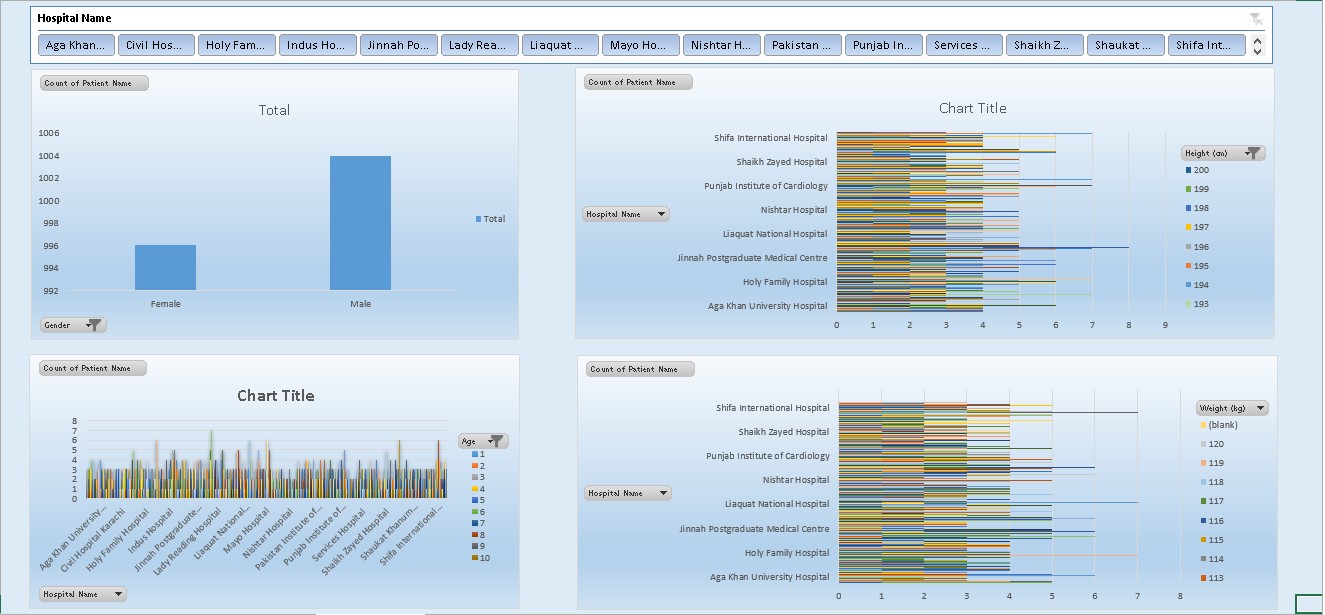 Hospital Name
Aga Khan... Civil Hos... Holy Fam... Indus Ho... Jinnah Po... Lady Rea... Liaquat ... Mayo Ho... Nishtar H... Pakistan ... Punjab In... Services ... Shaikh Z... Shaukat ... Shifa Int...
Count of Patient Name
Total
1006
1004
1002
1000
998
996
994
992
Female Male
Total
Gender
Count of Patient Name
Chart Title
Shifa International Hospital
Shaikh Zayed Hospital
Punjab Institute of Cardiology
Nishtar Hospital
Liaquat National Hospital
Jinnah Postgraduate Medical Centre
Holy Family Hospital
Aga Khan University Hospital
0 1 2 3 4 5 6 7 8 9
Hospital Name
Height (cm)
200
199
198
197
196
195
194
193
Count of Patient Name
Chart Title
8
7
6
5
4
3
2
1
0
Aga Khan University...
Civil Hospital Karachi
Holy Family Hospital
Indus Hospital
Jinnah Postgraduate...
Lady Reading Hospital
Liaquat National...
Mayo Hospital
Nishtar Hospital
Pakistan Institute of...
Punjab Institute of...
Services Hospital
Shaikh Zayed Hospital
Shaukat Khanum...
Shifa International...
Age
1
2
3
4
5
6
7
8
9
10
Hospital Name
Count of Patient Name
Shifa International Hospital
Shaikh Zayed Hospital
Punjab Institute of Cardiology
Nishtar Hospital
Liaquat National Hospital
Jinnah Postgraduate Medical Centre
Holy Family Hospital
Aga Khan University Hospital
0 1 2 3 4 5 6 7 8
Hospital Name
Weight (kg)
(blank)
120
119
118
117
116
115
114
113